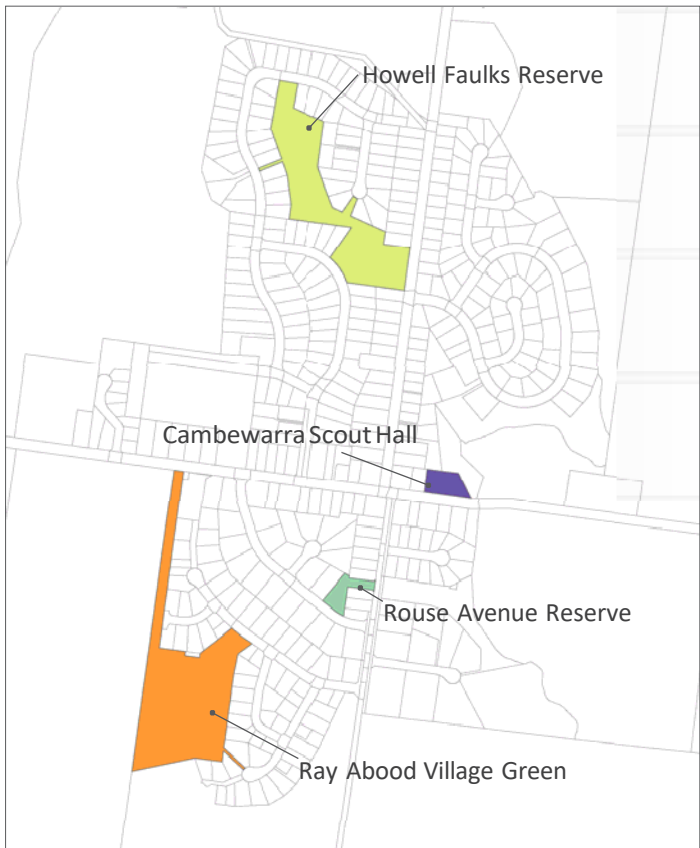 Howell Faulks Reserve
Cambewarra Scout Hall
Rouse Avenue Reserve
Ray Abood Village Green